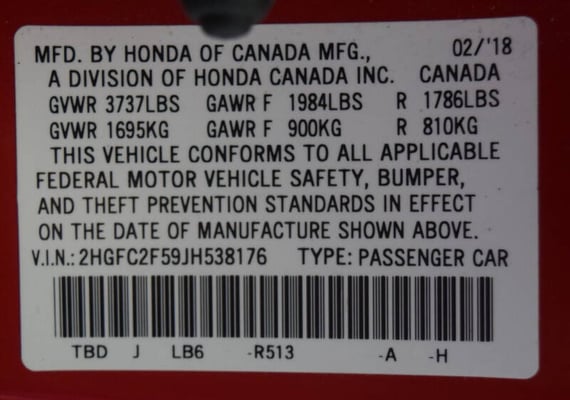 MFD. BY HONDA OF CANADA MFG., 02/'18
A DIVISION OF HONDA CANADA INC. CANADA
GVWR 3737LBS GAWR F 1984LBS R 1786LBS
GVWR 1695KG GAWR F 900KG R 810KG
THIS VEHICLE CONFORMS TO ALL APPLICABLE
FEDERAL MOTOR VEHICLE SAFETY, BUMPER,
AND THEFT PREVENTION STANDARDS IN EFFECT
ON THE DATE OF MANUFACTURE SHOWN ABOVE.
V.I.N.: 2HGFC2F59JH538176 TYPE: PASSENGER CAR
TBD J LB6 -R513 -A -H